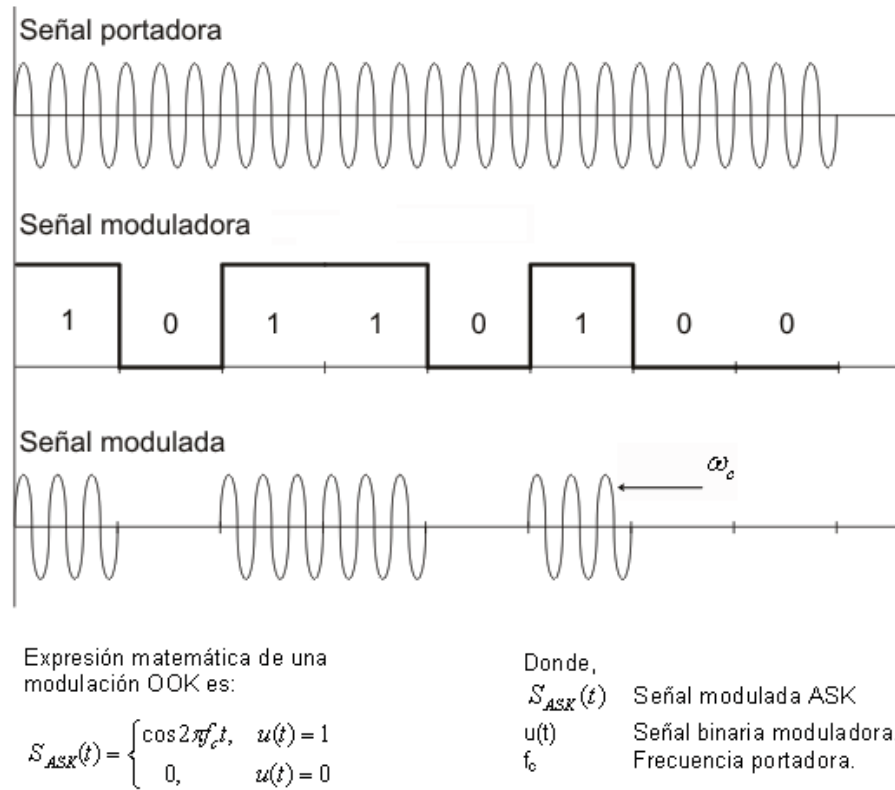 Señal portadora
Señal moduladora
1 0 1 1 0 1 0 0
Señal modulada
ω_c
Expresión matemática de una
modulación OOK es:
S_ASK(t) = { cos 2πf_c t, u(t) = 1
0, u(t) = 0
Donde,
S_ASK(t) Señal modulada ASK
u(t) Señal binaria moduladora
f_c Frecuencia portadora.